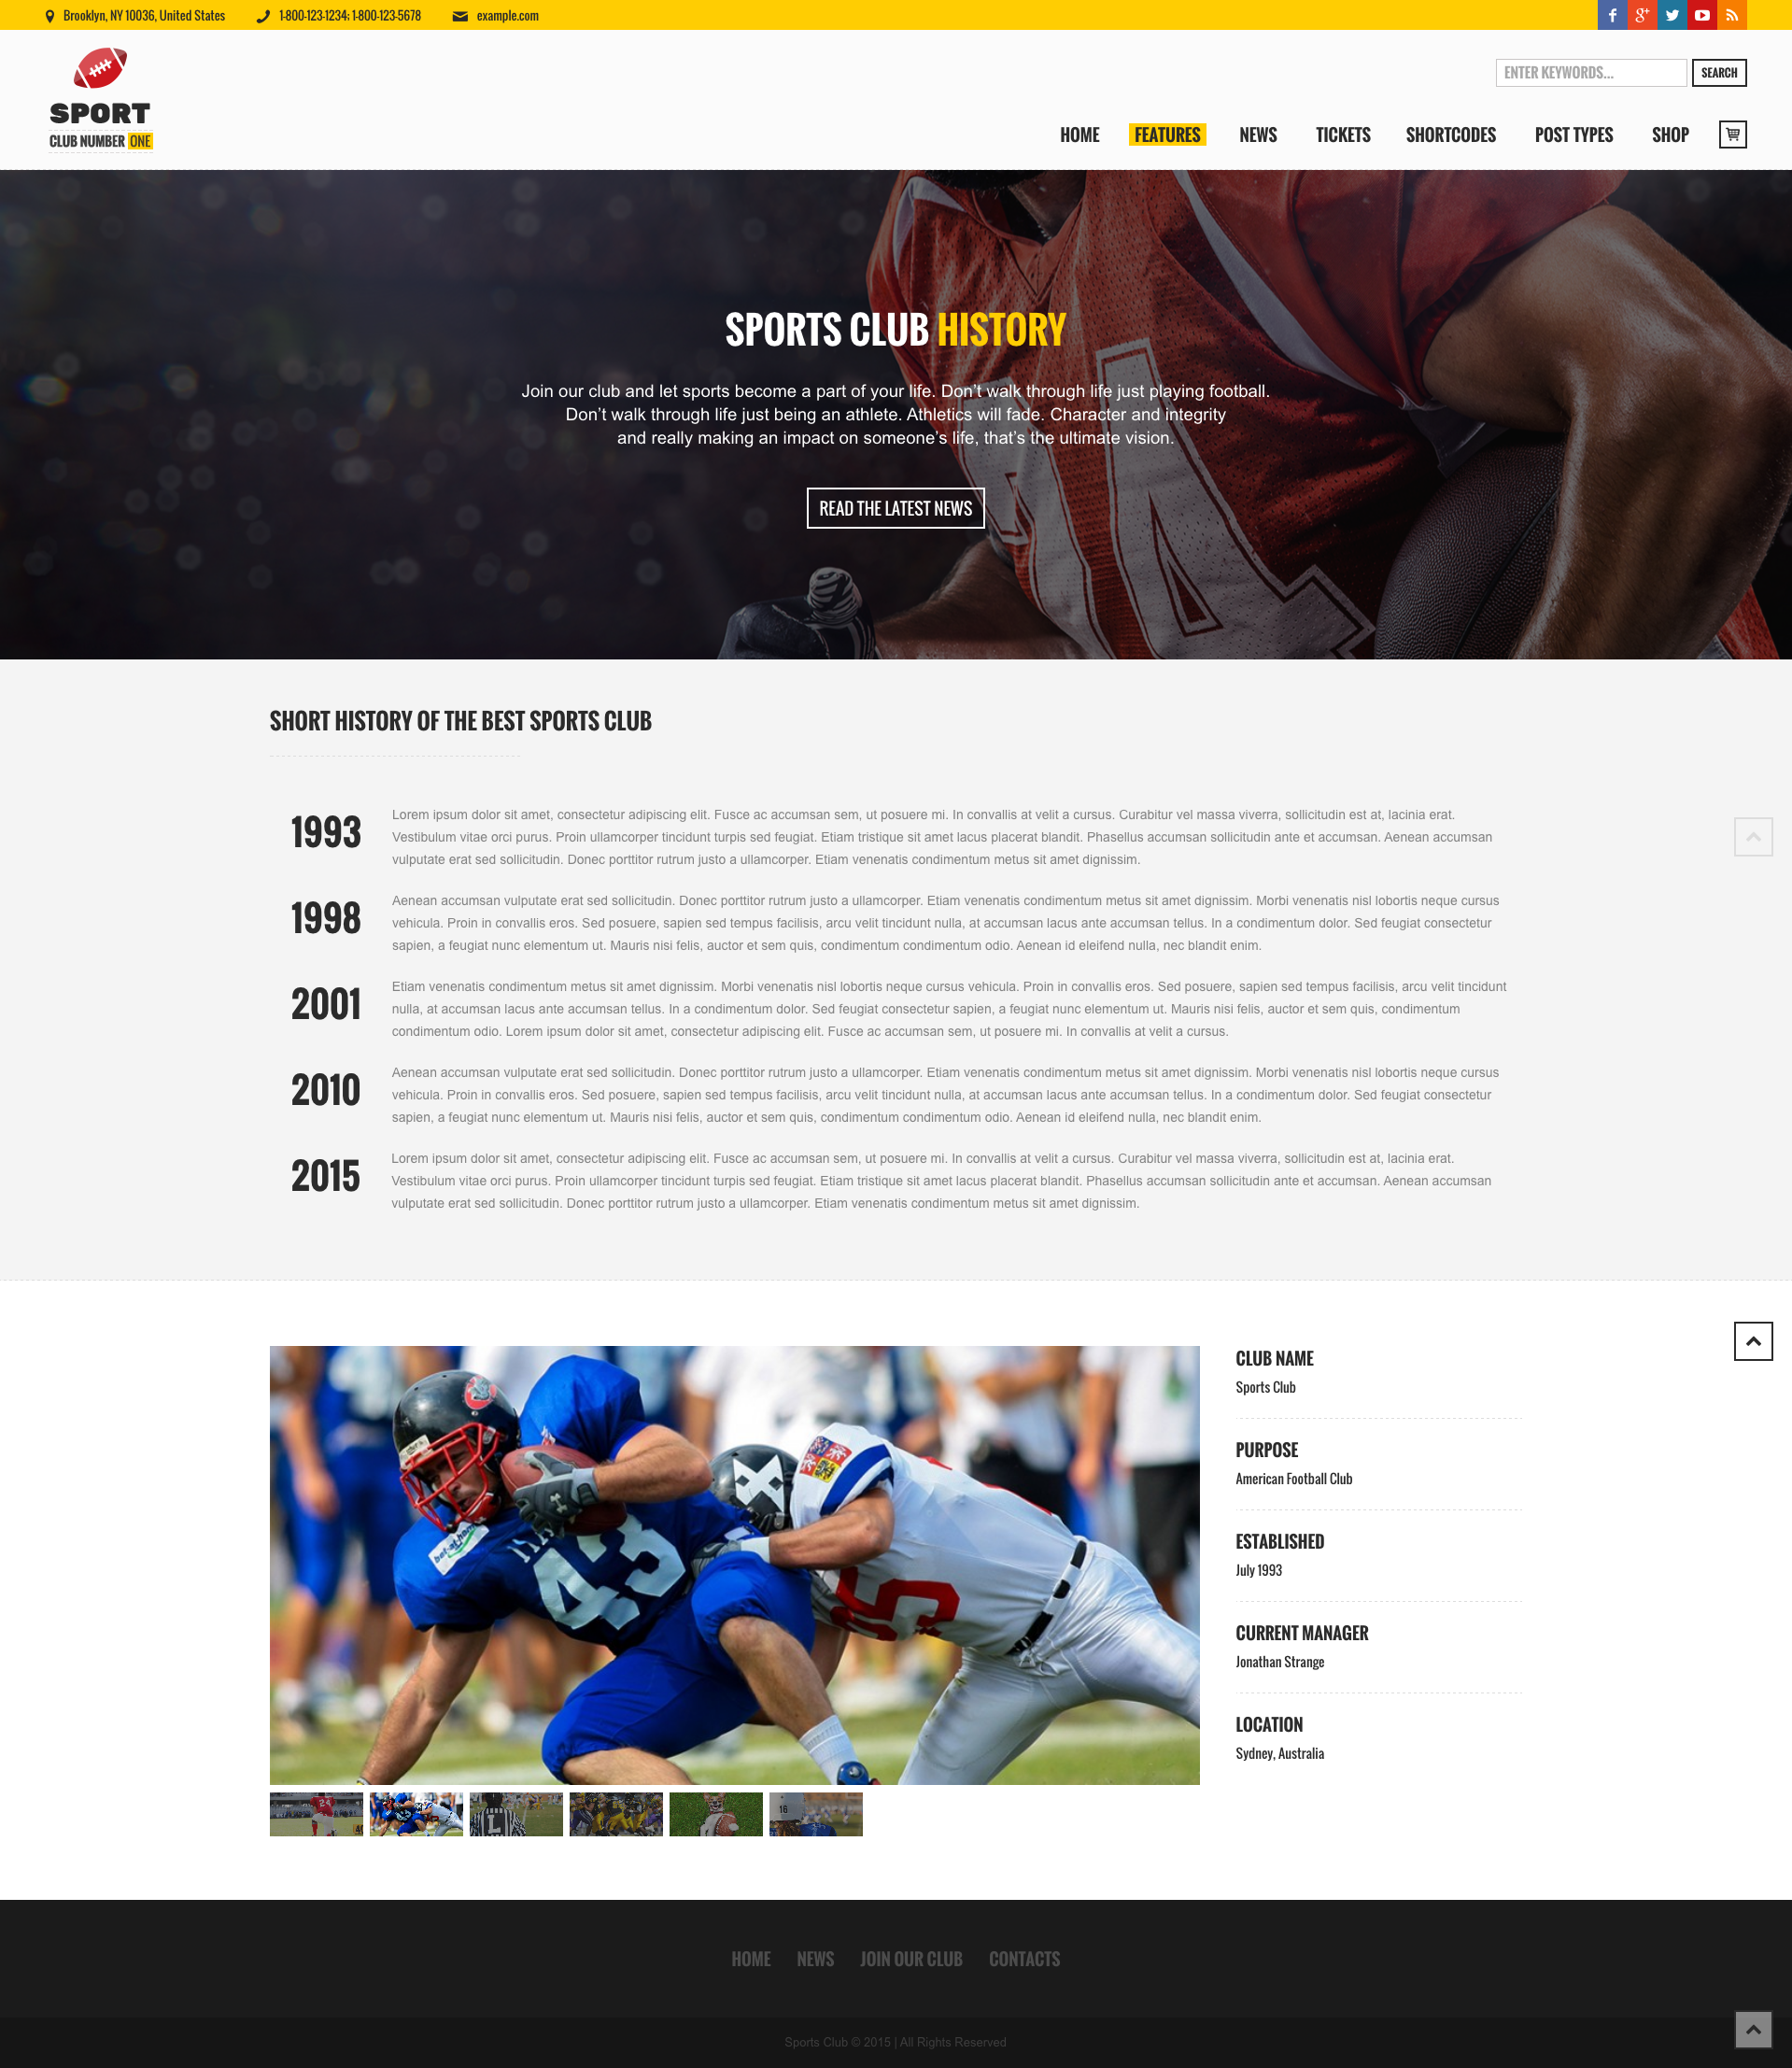 Brooklyn, NY 10036, United States
1-800-123-1234; 1-800-123-5678
example.com
SPORT
CLUB NUMBER ONE
ENTER KEYWORDS...
SEARCH
HOME
FEATURES
NEWS
TICKETS
SHORTCODES
POST TYPES
SHOP
SPORTS CLUB HISTORY
Join our club and let sports become a part of your life. Don’t walk through life just playing football.
Don’t walk through life just being an athlete. Athletics will fade. Character and integrity
and really making an impact on someone’s life, that’s the ultimate vision.
READ THE LATEST NEWS
SHORT HISTORY OF THE BEST SPORTS CLUB
1993
Lorem ipsum dolor sit amet, consectetur adipiscing elit. Fusce ac accumsan sem, ut posuere mi. In convallis at velit a cursus. Curabitur vel massa viverra, sollicitudin est at, lacinia erat.
Vestibulum vitae orci purus. Proin ullamcorper tincidunt turpis sed feugiat. Etiam tristique sit amet lacus placerat blandit. Phasellus accumsan sollicitudin ante et accumsan. Aenean accumsan
vulputate erat sed sollicitudin. Donec porttitor rutrum justo a ullamcorper. Etiam venenatis condimentum metus sit amet dignissim.
1998
Aenean accumsan vulputate erat sed sollicitudin. Donec porttitor rutrum justo a ullamcorper. Etiam venenatis condimentum metus sit amet dignissim. Morbi venenatis nisl lobortis neque cursus
vehicula. Proin in convallis eros. Sed posuere, sapien sed tempus facilisis, arcu velit tincidunt nulla, at accumsan lacus ante accumsan tellus. In a condimentum dolor. Sed feugiat consectetur
sapien, a feugiat nunc elementum ut. Mauris nisi felis, auctor et sem quis, condimentum condimentum odio. Aenean id eleifend nulla, nec blandit enim.
2001
Etiam venenatis condimentum metus sit amet dignissim. Morbi venenatis nisl lobortis neque cursus vehicula. Proin in convallis eros. Sed posuere, sapien sed tempus facilisis, arcu velit tincidunt
nulla, at accumsan lacus ante accumsan tellus. In a condimentum dolor. Sed feugiat consectetur sapien, a feugiat nunc elementum ut. Mauris nisi felis, auctor et sem quis, condimentum
condimentum odio. Lorem ipsum dolor sit amet, consectetur adipiscing elit. Fusce ac accumsan sem, ut posuere mi. In convallis at velit a cursus.
2010
Aenean accumsan vulputate erat sed sollicitudin. Donec porttitor rutrum justo a ullamcorper. Etiam venenatis condimentum metus sit amet dignissim. Morbi venenatis nisl lobortis neque cursus
vehicula. Proin in convallis eros. Sed posuere, sapien sed tempus facilisis, arcu velit tincidunt nulla, at accumsan lacus ante accumsan tellus. In a condimentum dolor. Sed feugiat consectetur
sapien, a feugiat nunc elementum ut. Mauris nisi felis, auctor et sem quis, condimentum condimentum odio. Aenean id eleifend nulla, nec blandit enim.
2015
Lorem ipsum dolor sit amet, consectetur adipiscing elit. Fusce ac accumsan sem, ut posuere mi. In convallis at velit a cursus. Curabitur vel massa viverra, sollicitudin est at, lacinia erat.
Vestibulum vitae orci purus. Proin ullamcorper tincidunt turpis sed feugiat. Etiam tristique sit amet lacus placerat blandit. Phasellus accumsan sollicitudin ante et accumsan. Aenean accumsan
vulputate erat sed sollicitudin. Donec porttitor rutrum justo a ullamcorper. Etiam venenatis condimentum metus sit amet dignissim.
43
CLUB NAME
Sports Club
PURPOSE
American Football Club
ESTABLISHED
July 1993
CURRENT MANAGER
Jonathan Strange
LOCATION
Sydney, Australia
24
L
16
HOME
NEWS
JOIN OUR CLUB
CONTACTS
Sports Club © 2015 | All Rights Reserved